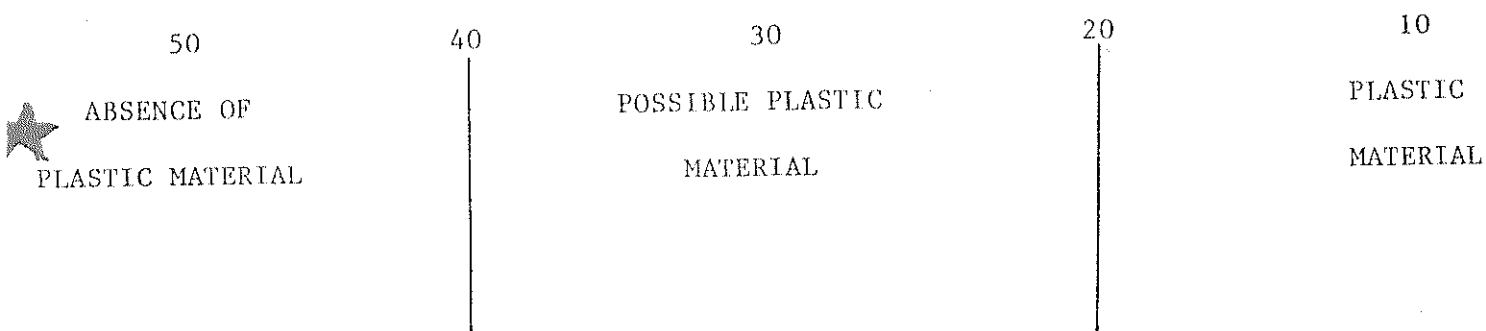 50 40 30 20 10
ABSENCE OF POSSIBLE PLASTIC PLASTIC
PLASTIC MATERIAL MATERIAL MATERIAL